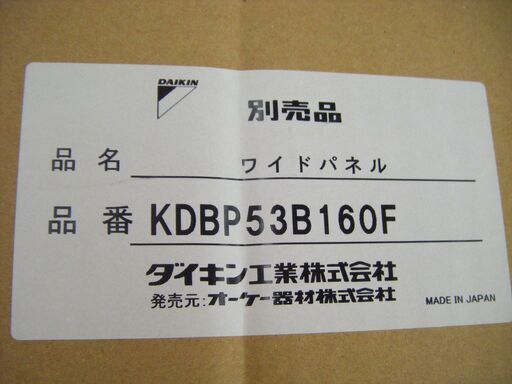 DAIKIN
別売品
品名 ワイドパネル
品番 KDBP53B160F
ダイキン工業株式会社
発売元:オーケー器材株式会社
MADE IN JAPAN